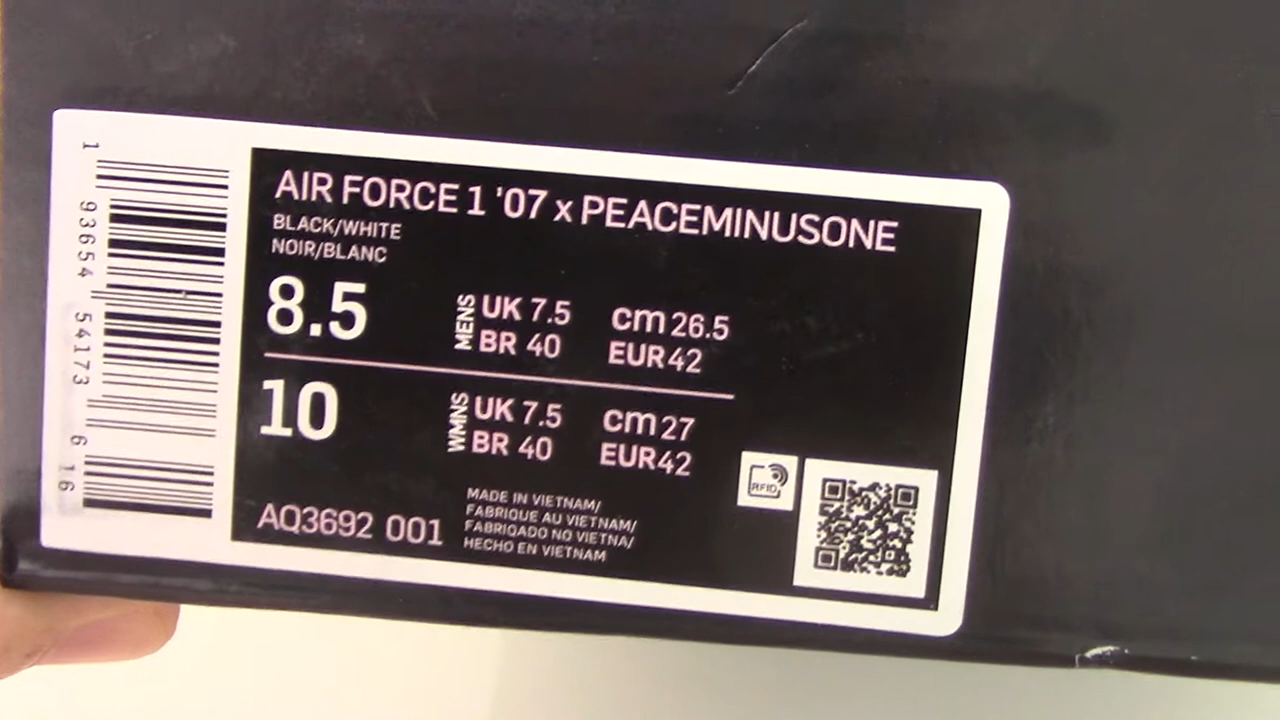 1 93654 54173 6 16
AIR FORCE 1 '07 x PEACEMINUSONE
BLACK/WHITE
NOIR/BLANC
8.5
MENS
UK 7.5 cm 26.5
BR 40 EUR 42
10
WMNS
UK 7.5 cm 27
BR 40 EUR 42
AQ3692 001
MADE IN VIETNAM/
FABRIQUE AU VIETNAM/
FABRIQADO NO VIETNA/
HECHO EN VIETNAM
RFID